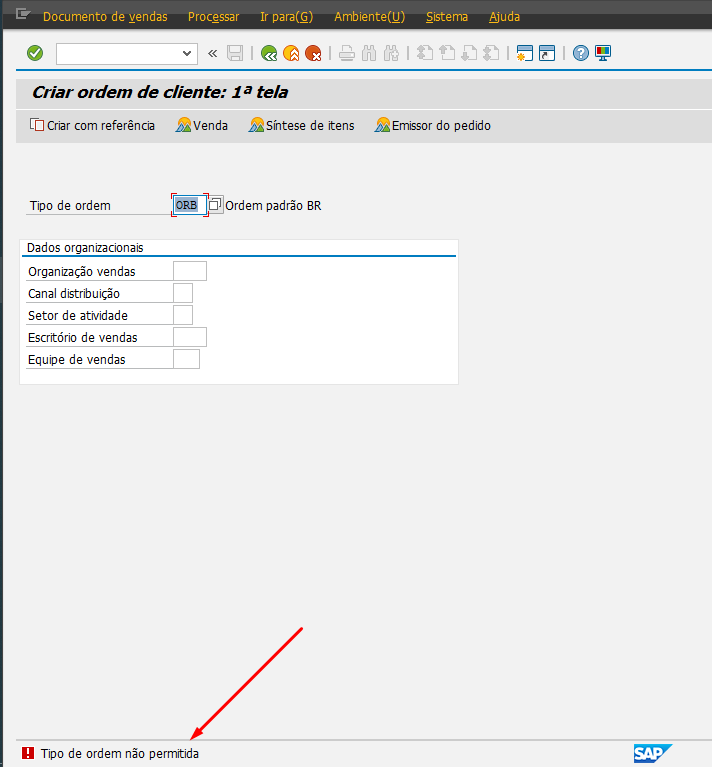 Documento de vendas Processar Ir para(G) Ambiente(U) Sistema Ajuda
Criar ordem de cliente: 1ª tela
Criar com referência Venda Síntese de itens Emissor do pedido
Tipo de ordem ORB Ordem padrão BR
Dados organizacionais
Organização vendas
Canal distribuição
Setor de atividade
Escritório de vendas
Equipe de vendas
Tipo de ordem não permitida SAP